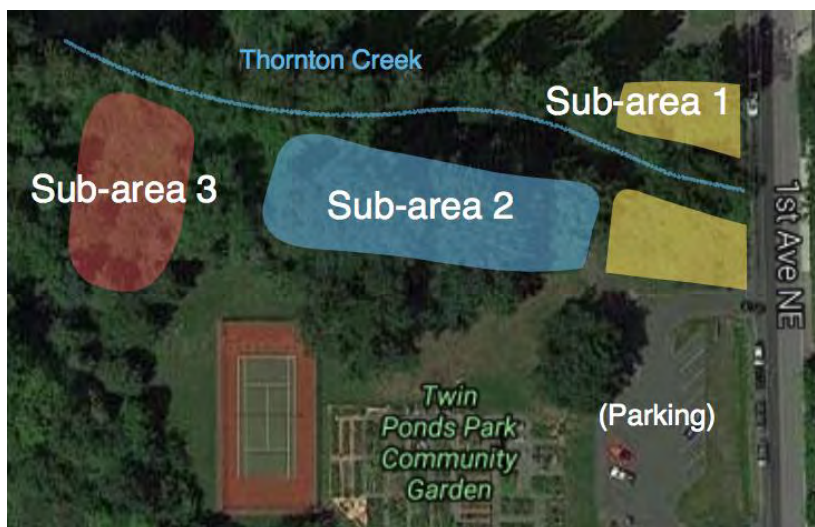 Thornton Creek
Sub-area 1
Sub-area 3
Sub-area 2
1st Ave NE
Twin
Ponds Park
Community
Garden
(Parking)